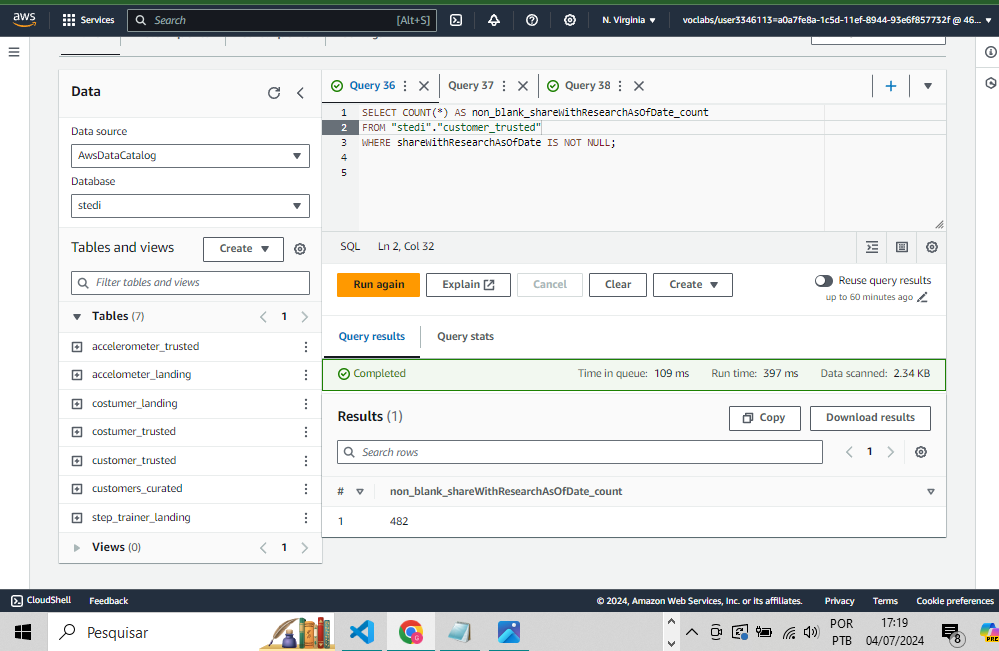 aws Services Search [Alt+S] N. Virginia voclabs/user3346113=a0a7fe8a-1c5d-11ef-8944-93e6f857732f @ 46...
Data
Data source
AwsDataCatalog
Database
stedi
Tables and views Create
Filter tables and views
Tables (7) 1
accelerometer_trusted
accelometer_landing
costumer_landing
costumer_trusted
customer_trusted
customers_curated
step_trainer_landing
Views (0) 1
Query 36 Query 37 Query 38
1 SELECT COUNT(*) AS non_blank_shareWithResearchAsOfDate_count
2 FROM "stedi"."customer_trusted"
3 WHERE shareWithResearchAsOfDate IS NOT NULL;
4
5
SQL Ln 2, Col 32
Run again Explain Cancel Clear Create Reuse query results
up to 60 minutes ago
Query results Query stats
Completed Time in queue: 109 ms Run time: 397 ms Data scanned: 2.34 KB
Results (1) Copy Download results
Search rows 1
# non_blank_shareWithResearchAsOfDate_count
1 482
CloudShell Feedback © 2024, Amazon Web Services, Inc. or its affiliates. Privacy Terms Cookie preferences
Pesquisar
POR
PTB
17:19
04/07/2024
8
PRE